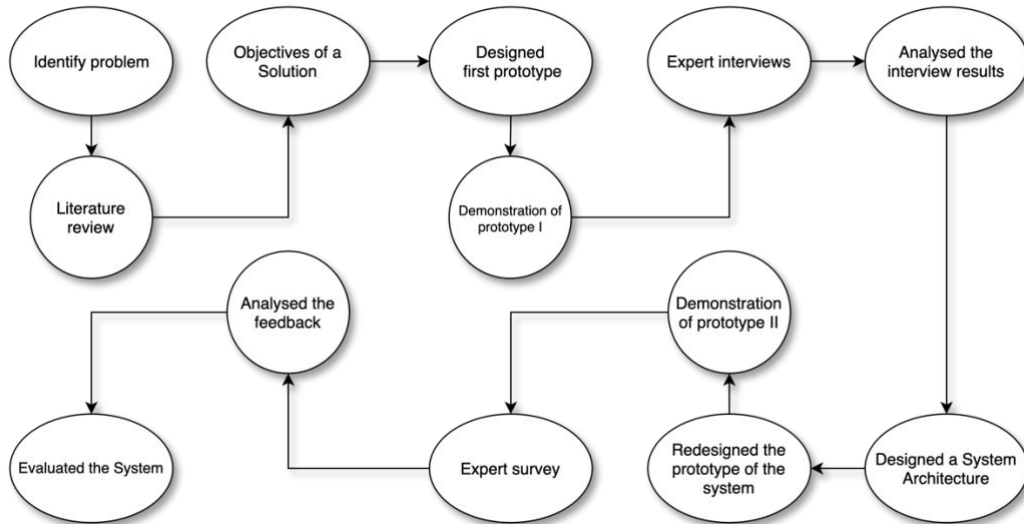 Identify problem
Literature
review
Objectives of a
Solution
Designed
first prototype
Demonstration of
prototype I
Expert interviews
Analysed the
interview results
Designed a System
Architecture
Redesigned the
prototype of the
system
Demonstration
of prototype II
Expert survey
Analysed the
feedback
Evaluated the System